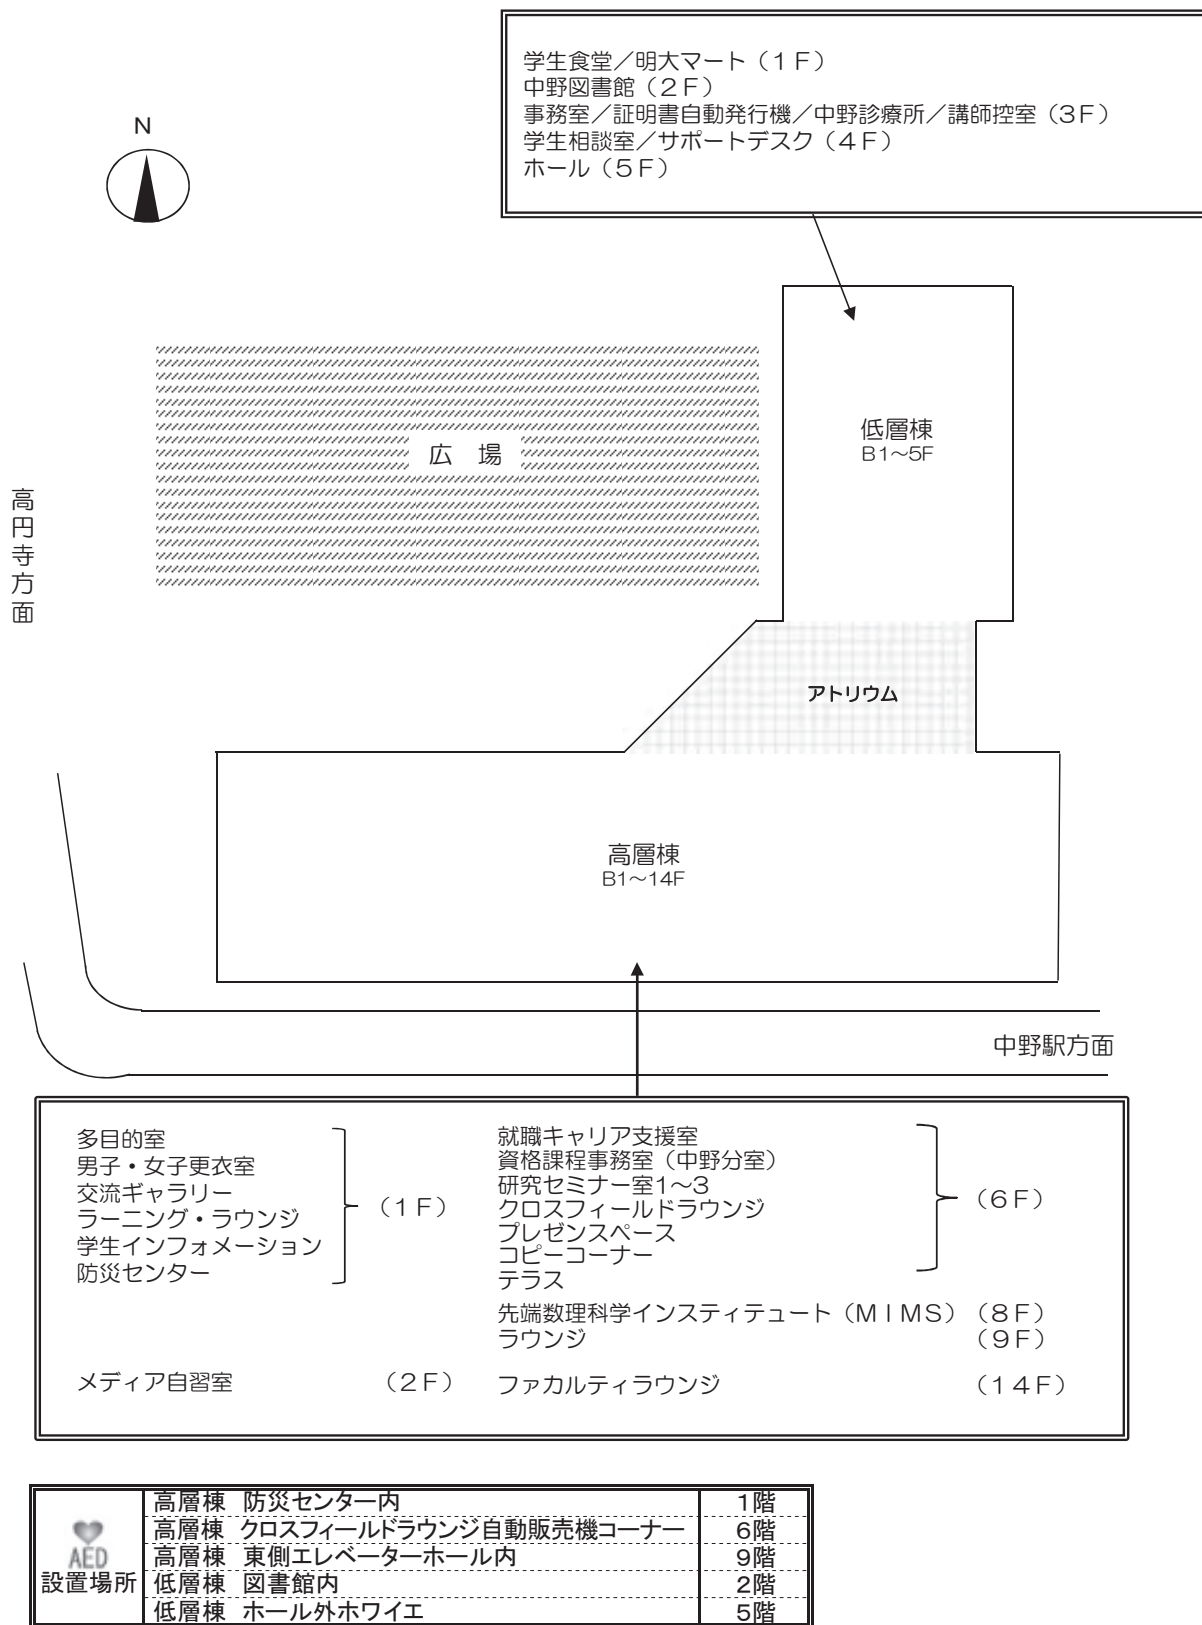 学生食堂／明大マート（１Ｆ）
中野図書館（２Ｆ）
事務室／証明書自動発行機／中野診療所／講師控室（３Ｆ）
学生相談室／サポートデスク（４Ｆ）
ホール（５Ｆ）
N
低層棟
B1～5F
広　場
高円寺方面
アトリウム
高層棟
B1～14F
中野駅方面
多目的室
男子・女子更衣室
交流ギャラリー
ラーニング・ラウンジ
学生インフォメーション
防災センター
（１Ｆ）
メディア自習室　（２Ｆ）
就職キャリア支援室
資格課程事務室（中野分室）
研究セミナー室1～3
クロスフィールドラウンジ
プレゼンスペース
コピーコーナー
テラス
（６Ｆ）
先端数理科学インスティテュート（ＭＩＭＳ）（８Ｆ）
ラウンジ　（９Ｆ）
ファカルティラウンジ　（１４Ｆ）
AED
設置場所
高層棟　防災センター内　1階
高層棟　クロスフィールドラウンジ自動販売機コーナー　6階
高層棟　東側エレベーターホール内　9階
低層棟　図書館内　2階
低層棟　ホール外ホワイエ　5階